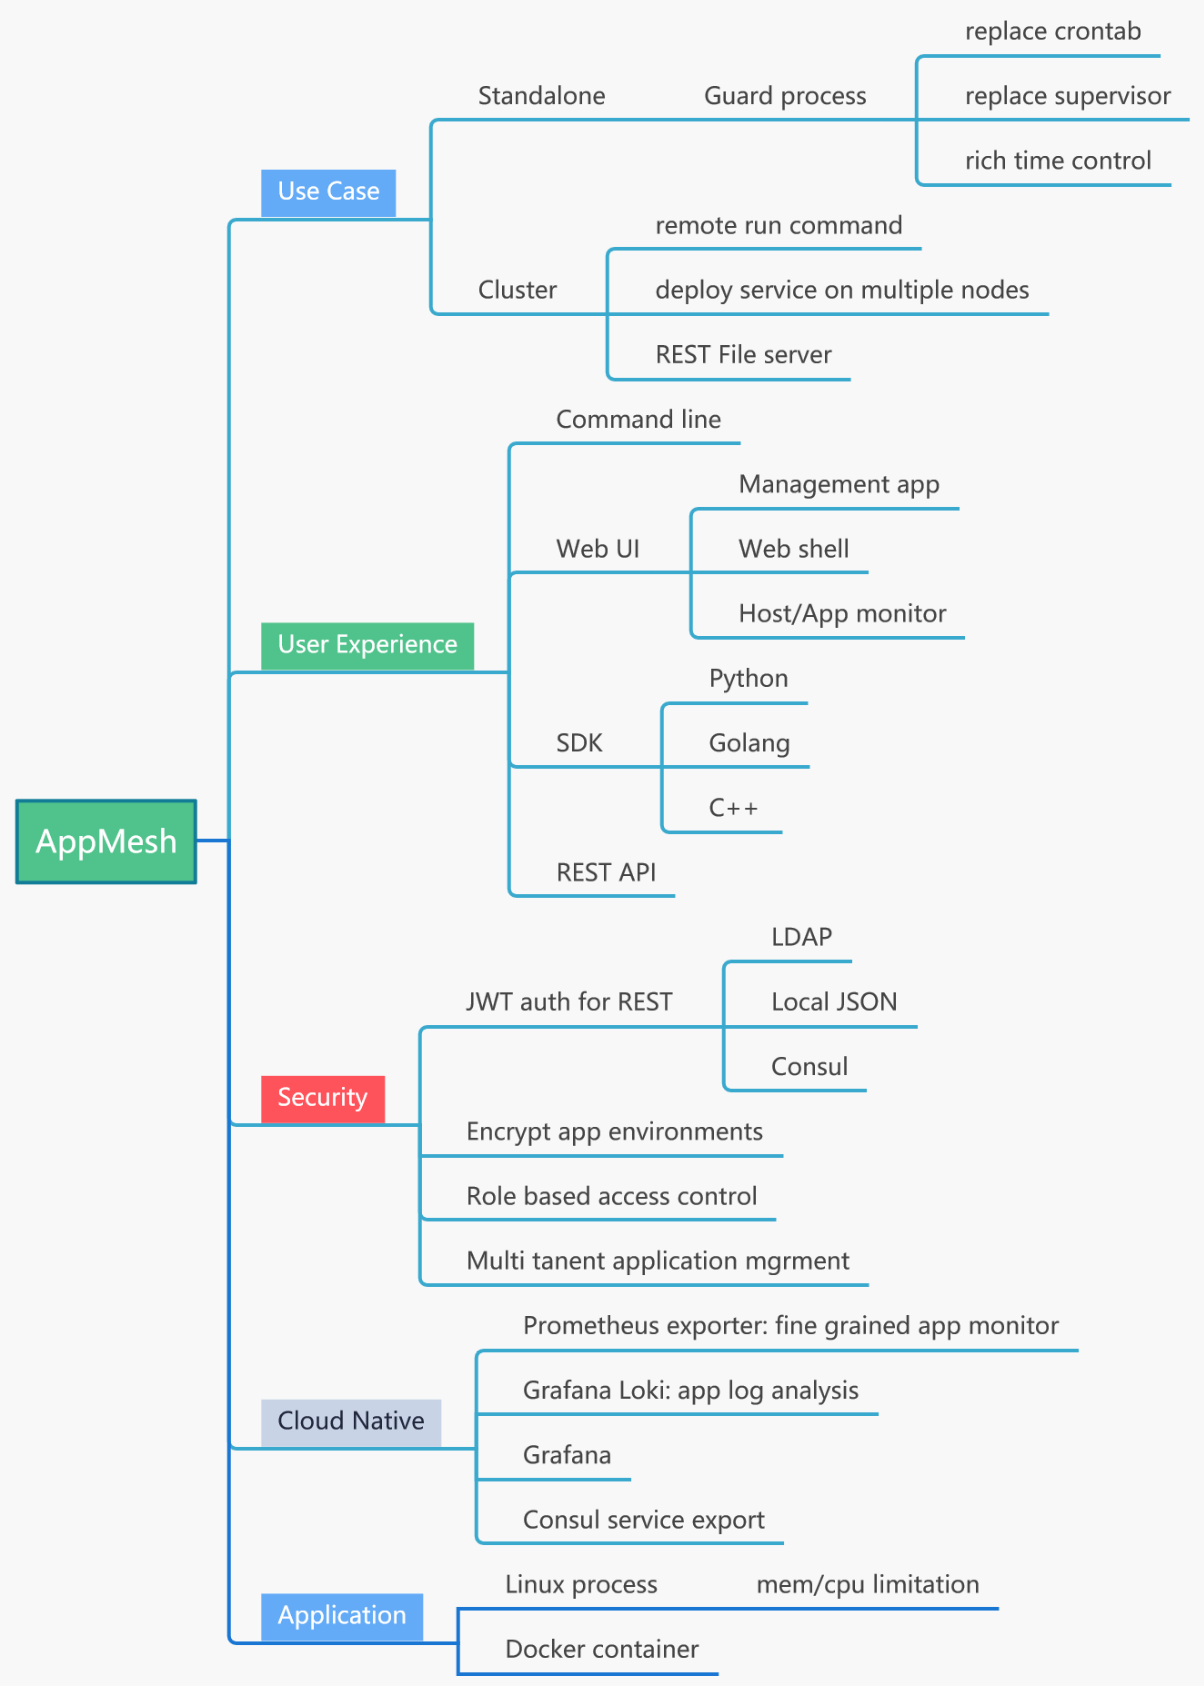 replace crontab
Standalone
Guard process
replace supervisor
rich time control
Use Case
remote run command
Cluster
deploy service on multiple nodes
REST File server
Command line
Management app
Web UI
Web shell
Host/App monitor
User Experience
Python
SDK
Golang
C++
AppMesh
REST API
LDAP
JWT auth for REST
Local JSON
Consul
Security
Encrypt app environments
Role based access control
Multi tanent application mgrment
Prometheus exporter: fine grained app monitor
Grafana Loki: app log analysis
Cloud Native
Grafana
Consul service export
Linux process
mem/cpu limitation
Application
Docker container